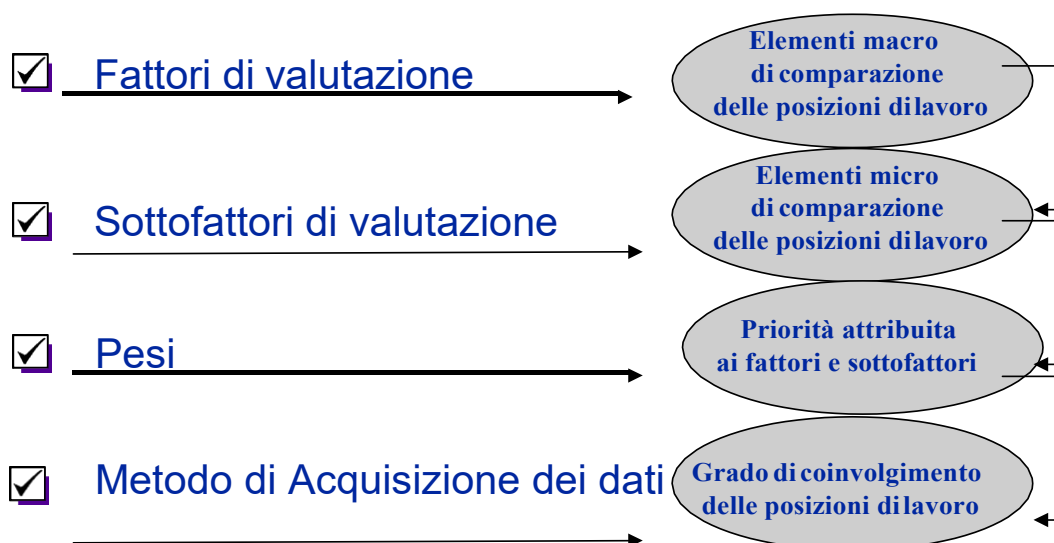 Fattori di valutazione
Elementi macro
di comparazione
delle posizioni di lavoro
Sottofattori di valutazione
Elementi micro
di comparazione
delle posizioni di lavoro
Pesi
Priorità attribuita
ai fattori e sottofattori
Metodo di Acquisizione dei dati
Grado di coinvolgimento
delle posizioni di lavoro